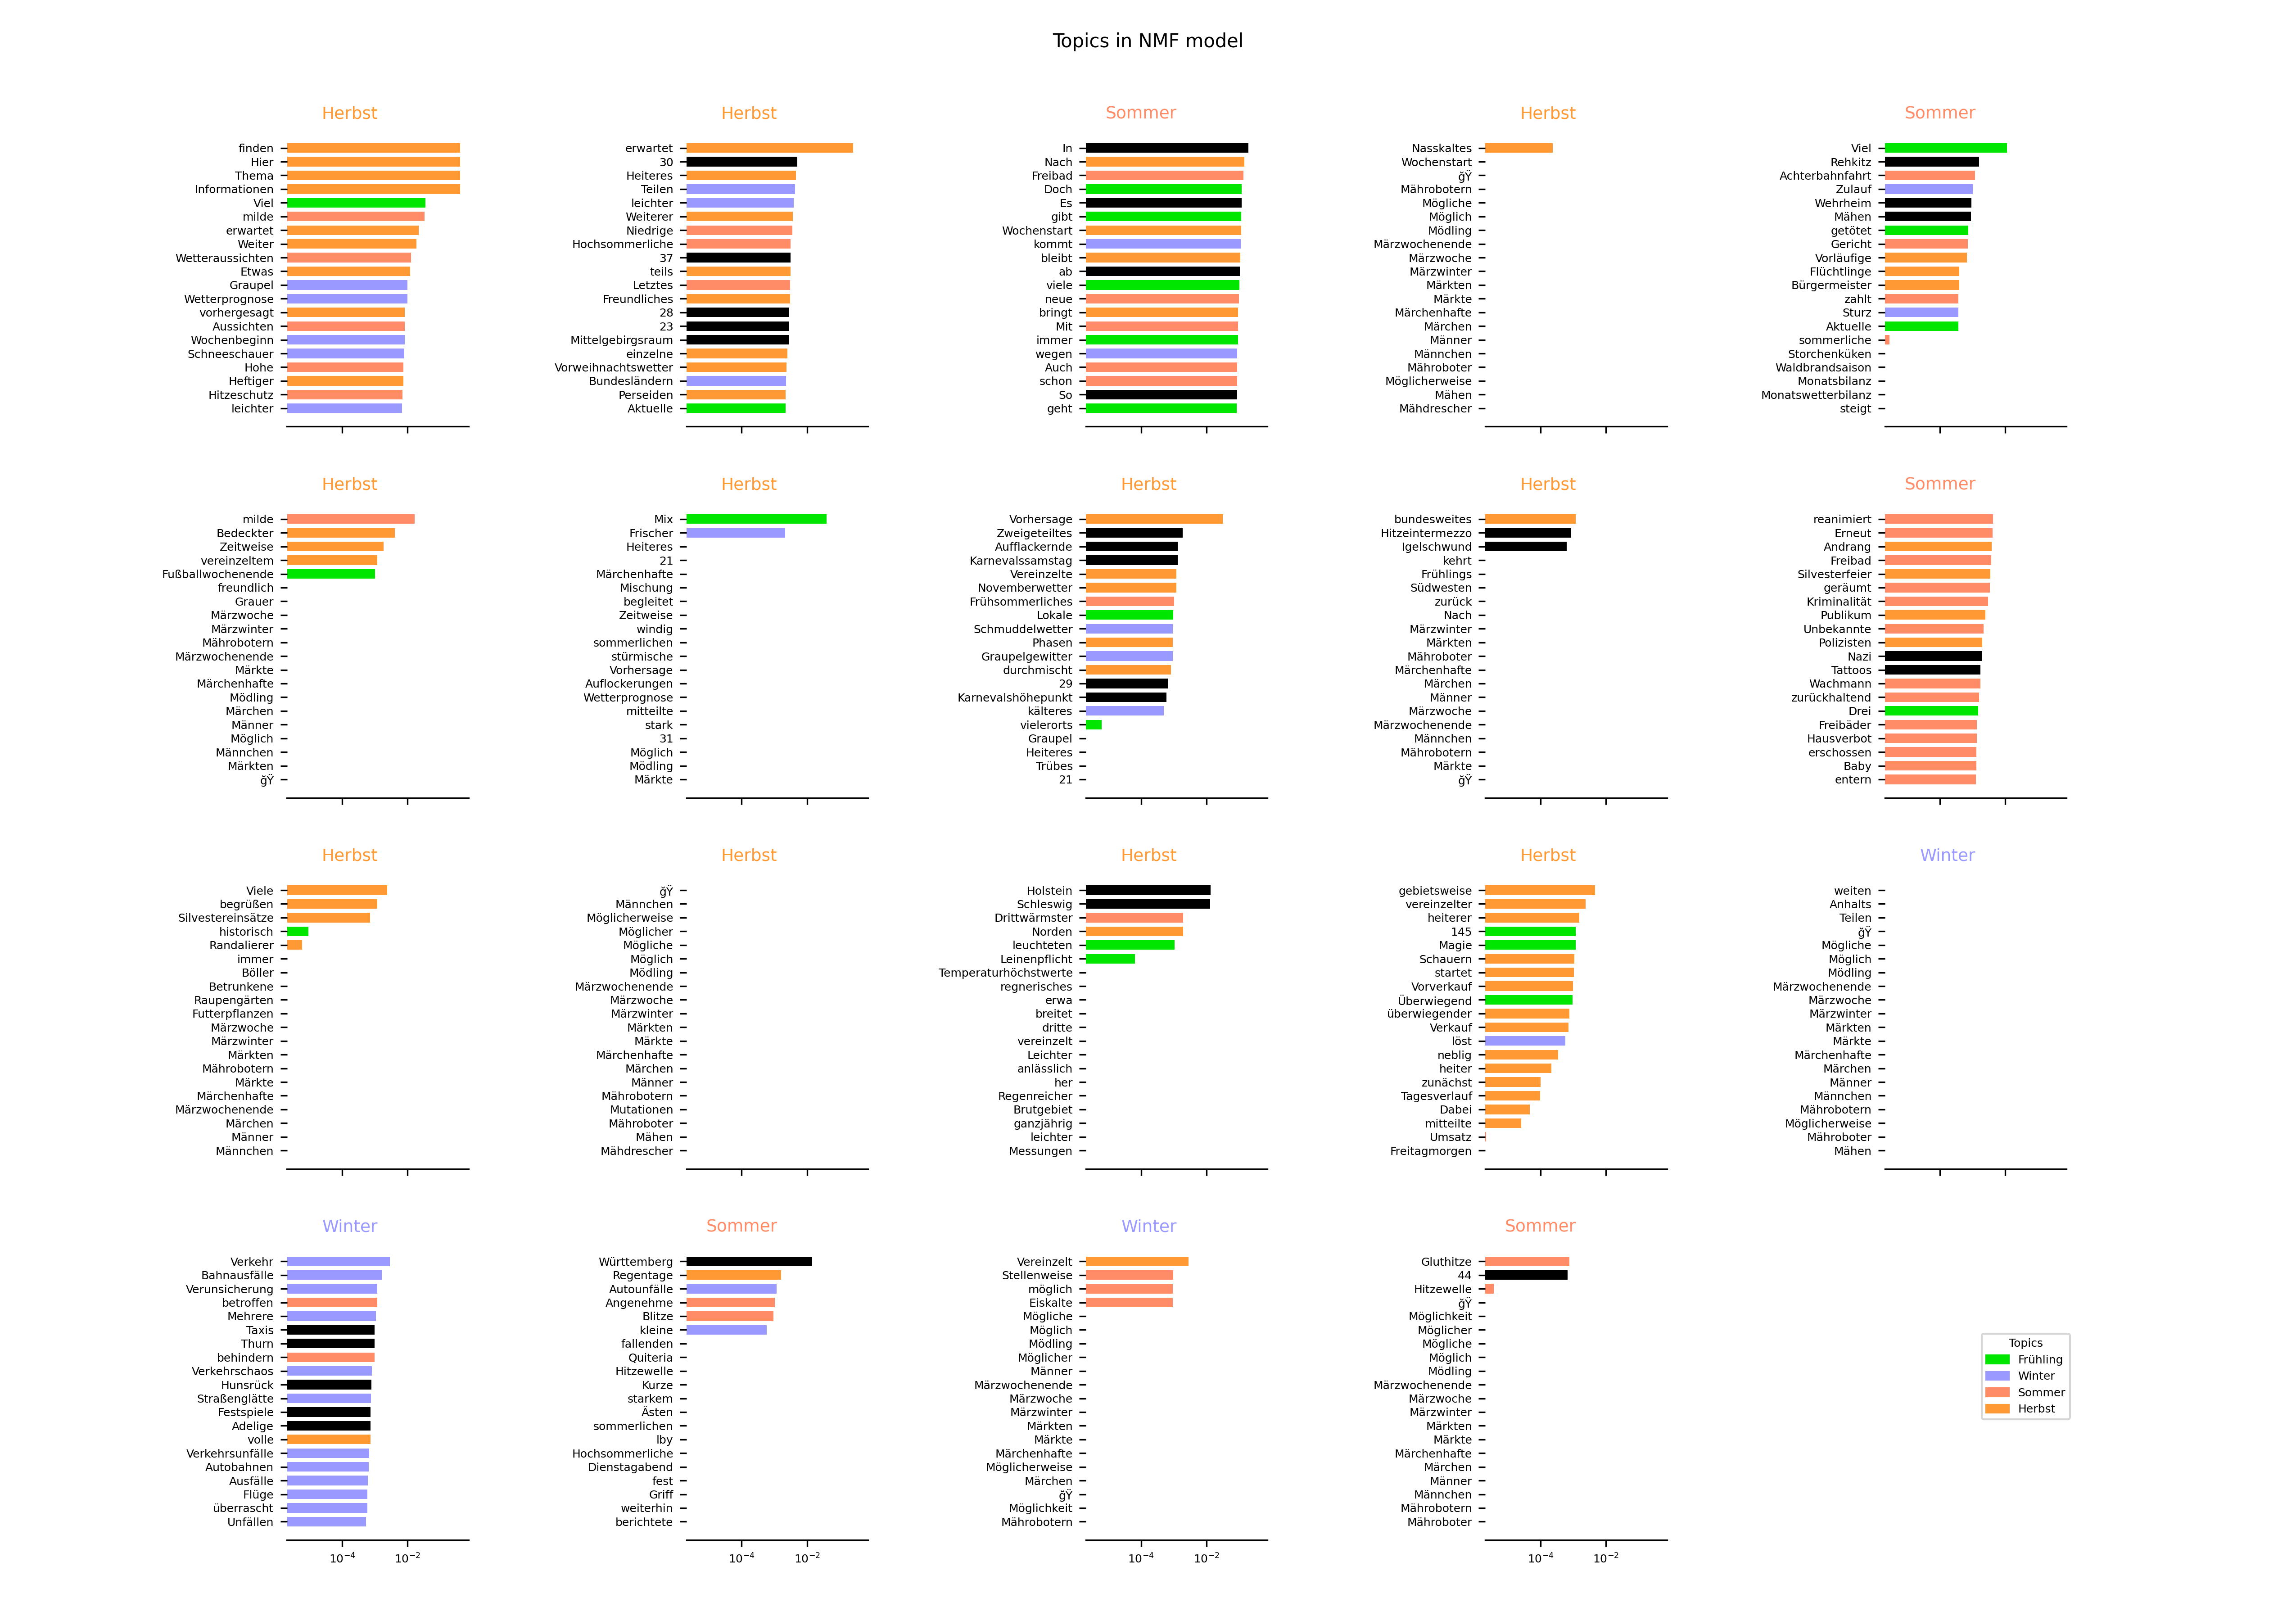 Topics in NMF model
Herbst
finden
Hier
Thema
Informationen
Viel
milde
erwartet
Weiter
Wetteraussichten
Etwas
Graupel
Wetterprognose
vorhergesagt
Aussichten
Wochenbeginn
Schneeschauer
Hohe
Heftiger
Hitzeschutz
leichter
Herbst
erwartet
30
Heiteres
Teilen
leichter
Weiterer
Niedrige
Hochsommerliche
37
teils
Letztes
Freundliches
28
23
Mittelgebirgsraum
einzelne
Vorweihnachtswetter
Bundesländern
Perseiden
Aktuelle
Sommer
In
Nach
Freibad
Doch
Es
gibt
Wochenstart
kommt
bleibt
ab
viele
neue
bringt
Mit
immer
wegen
Auch
schon
So
geht
Herbst
Nasskaltes
Wochenstart
ğŸ
Mährobotern
Mögliche
Möglich
Mödling
Märzwochenende
Märzwoche
Märzwinter
Märkten
Märkte
Märchenhafte
Märchen
Männer
Männchen
Mähroboter
Möglicherweise
Mähen
Mähdrescher
Sommer
Viel
Rehkitz
Achterbahnfahrt
Zulauf
Wehrheim
Mähen
getötet
Gericht
Vorläufige
Flüchtlinge
Bürgermeister
zahlt
Sturz
Aktuelle
sommerliche
Storchenküken
Waldbrandsaison
Monatsbilanz
Monatswetterbilanz
steigt
Herbst
milde
Bedeckter
Zeitweise
vereinzeltem
Fußballwochenende
freundlich
Grauer
Märzwoche
Märzwinter
Mährobotern
Märzwochenende
Märkte
Märchenhafte
Mödling
Märchen
Männer
Möglich
Männchen
Märkten
ğŸ
Herbst
Mix
Frischer
Heiteres
21
Märchenhafte
Mischung
begleitet
Zeitweise
windig
sommerlichen
stürmische
Vorhersage
Auflockerungen
Wetterprognose
mitteilte
stark
31
Möglich
Mödling
Märkte
Herbst
Vorhersage
Zweigeteiltes
Aufflackernde
Karnevalssamstag
Vereinzelte
Novemberwetter
Frühsommerliches
Lokale
Schmuddelwetter
Phasen
Graupelgewitter
durchmischt
29
Karnevalshöhepunkt
kälteres
vielerorts
Graupel
Heiteres
Trübes
21
Herbst
bundesweites
Hitzeintermezzo
Igelschwund
kehrt
Frühlings
Südwesten
zurück
Nach
Märzwinter
Märkten
Mähroboter
Märchenhafte
Märchen
Männer
Märzwoche
Märzwochenende
Männchen
Mährobotern
Märkte
ğŸ
Sommer
reanimiert
Erneut
Andrang
Freibad
Silvesterfeier
geräumt
Kriminalität
Publikum
Unbekannte
Polizisten
Nazi
Tattoos
Wachmann
zurückhaltend
Drei
Freibäder
Hausverbot
erschossen
Baby
entern
Herbst
Viele
begrüßen
Silvestereinsätze
historisch
Randalierer
immer
Böller
Betrunkene
Raupengärten
Futterpflanzen
Märzwoche
Märzwinter
Märkten
Mährobotern
Märkte
Märchenhafte
Märzwochenende
Märchen
Männer
Männchen
Herbst
ğŸ
Männchen
Möglicherweise
Möglicher
Mögliche
Möglich
Mödling
Märzwochenende
Märzwoche
Märzwinter
Märkten
Märkte
Märchenhafte
Märchen
Männer
Mährobotern
Mutationen
Mähroboter
Mähen
Mähdrescher
Herbst
Holstein
Schleswig
Drittwärmster
Norden
leuchteten
Leinenpflicht
Temperaturhöchstwerte
regnerisches
erwa
breitet
dritte
vereinzelt
Leichter
anlässlich
her
Regenreicher
Brutgebiet
ganzjährig
leichter
Messungen
Herbst
gebietsweise
vereinzelter
heiterer
145
Magie
Schauern
startet
Vorverkauf
Überwiegend
überwiegender
Verkauf
löst
neblig
heiter
zunächst
Tagesverlauf
Dabei
mitteilte
Umsatz
Freitagmorgen
Winter
weiten
Anhalts
Teilen
ğŸ
Mögliche
Möglich
Mödling
Märzwochenende
Märzwoche
Märzwinter
Märkten
Märkte
Märchenhafte
Märchen
Männer
Männchen
Mährobotern
Möglicherweise
Mähroboter
Mähen
Winter
Verkehr
Bahnausfälle
Verunsicherung
betroffen
Mehrere
Taxis
Thurn
behindern
Verkehrschaos
Hunsrück
Straßenglätte
Festspiele
Adelige
volle
Verkehrsunfälle
Autobahnen
Ausfälle
Flüge
überrascht
Unfällen
10⁻⁴ 10⁻²
Sommer
Württemberg
Regentage
Autounfälle
Angenehme
Blitze
kleine
fallenden
Quiteria
Hitzewelle
Kurze
starkem
Ästen
sommerlichen
lby
Hochsommerliche
Dienstagabend
fest
Griff
weiterhin
berichtete
10⁻⁴ 10⁻²
Winter
Vereinzelt
Stellenweise
möglich
Eiskalte
Mögliche
Möglich
Mödling
Möglicher
Männer
Märzwochenende
Märzwoche
Märzwinter
Märkten
Märkte
Märchenhafte
Möglicherweise
Märchen
ğŸ
Möglichkeit
Mährobotern
10⁻⁴ 10⁻²
Sommer
Gluthitze
44
Hitzewelle
ğŸ
Möglichkeit
Möglicher
Mögliche
Möglich
Mödling
Märzwochenende
Märzwoche
Märzwinter
Märkten
Märkte
Märchenhafte
Märchen
Männer
Männchen
Mährobotern
Mähroboter
10⁻⁴ 10⁻²
Topics
Frühling
Winter
Sommer
Herbst